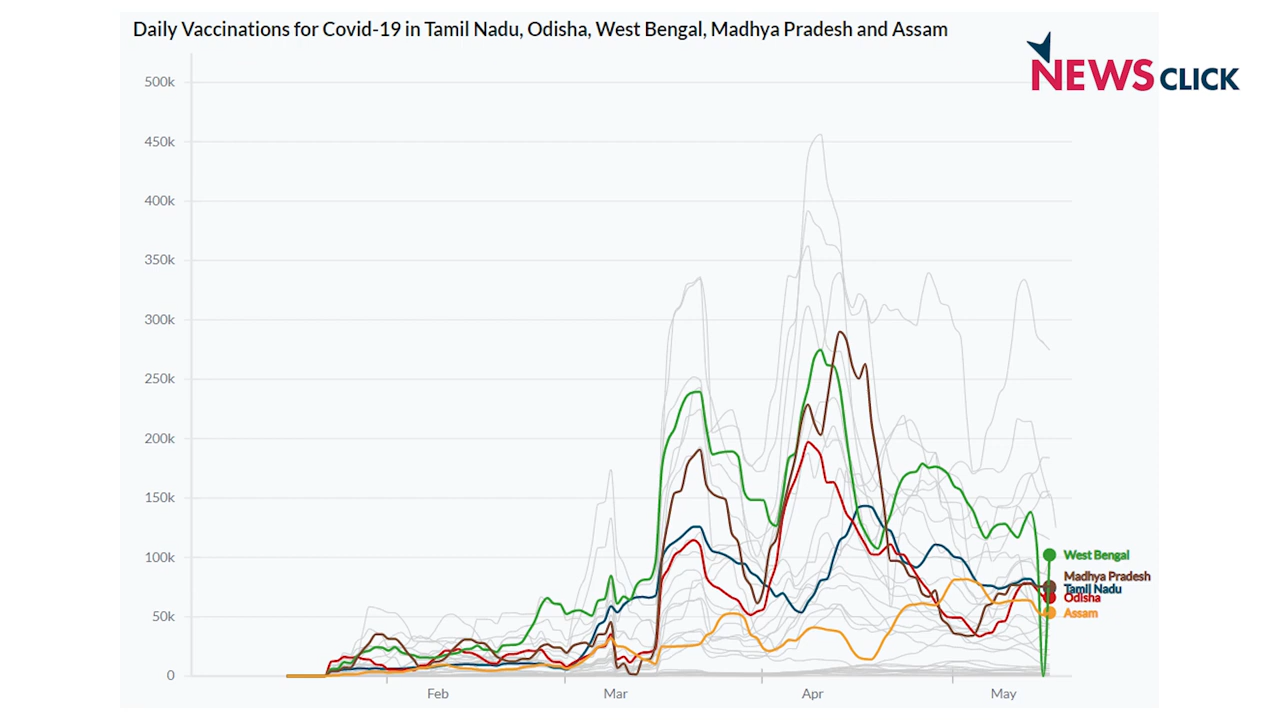 Daily Vaccinations for Covid-19 in Tamil Nadu, Odisha, West Bengal, Madhya Pradesh and Assam
NEWSCLICK
500k
450k
400k
350k
300k
250k
200k
150k
100k
50k
0
West Bengal
Madhya Pradesh
Tamil Nadu
Odisha
Assam
Feb
Mar
Apr
May